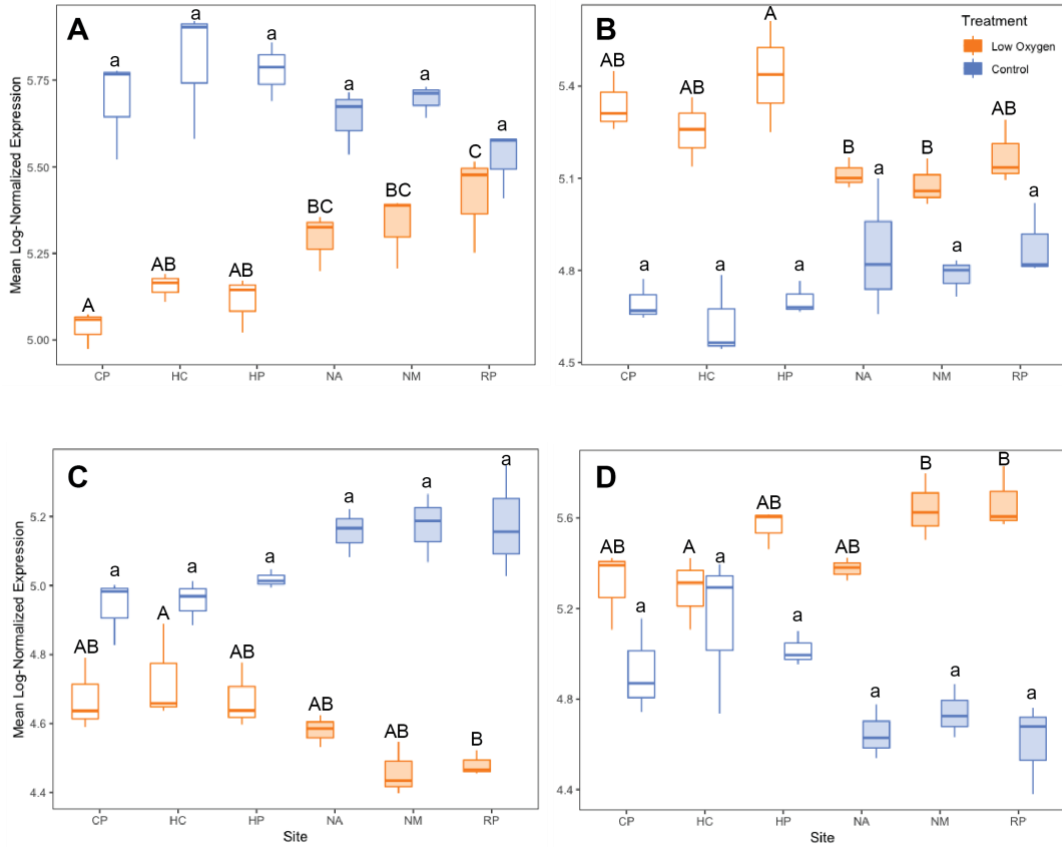 A
Mean Log-Normalized Expression
5.75
5.50
5.25
5.00
a a a a a a
A AB AB BC BC C
CP HC HP NA NM RP
B
Treatment
Low Oxygen
Control
5.4
5.1
4.8
4.5
AB AB A B B AB
a a a a a a
CP HC HP NA NM RP
C
Mean Log-Normalized Expression
5.2
5.0
4.8
4.6
4.4
a a a a a a
AB A AB AB AB B
CP HC HP NA NM RP
Site
D
5.6
5.2
4.8
4.4
AB A AB AB B B
a a a a a a
CP HC HP NA NM RP
Site